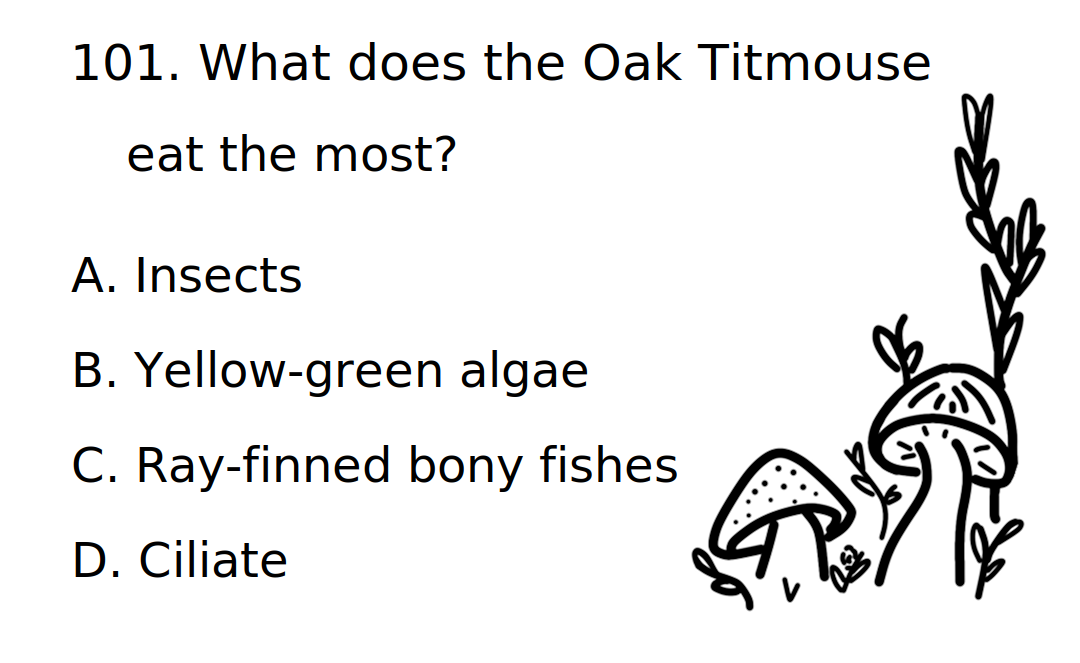 101. What does the Oak Titmouse
eat the most?
A. Insects
B. Yellow-green algae
C. Ray-finned bony fishes
D. Ciliate